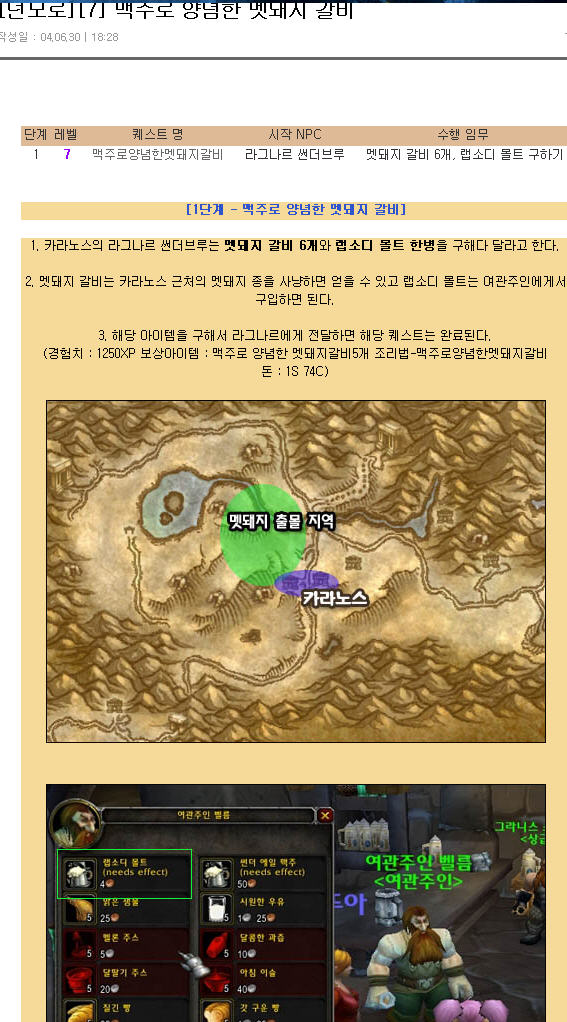 [던모로][7] 맥주로 양념한 멧돼지 갈비
작성일 : 04.06.30 | 18:28
단계 레벨 퀘스트 명 시작 NPC 수행 임무
1 7 맥주로양념한멧돼지갈비 라그나르 썬더브루 멧돼지 갈비 6개, 랩소디 몰트 구하기
[1단계 - 맥주로 양념한 멧돼지 갈비]
1. 카라노스의 라그나르 썬더브루는 멧돼지 갈비 6개와 랩소디 몰트 한병을 구해다 달라고 한다.
2. 멧돼지 갈비는 카라노스 근처의 멧돼지 종을 사냥하면 얻을 수 있고 랩소디 몰트는 여관주인에게서
구입하면 된다.
3. 해당 아이템을 구해서 라그나르에게 전달하면 해당 퀘스트는 완료된다.
(경험치 : 1250XP 보상아이템 : 맥주로 양념한 멧돼지갈비5개 조리법-맥주로양념한멧돼지갈비
돈 : 1S 74C)
멧돼지 출몰 지역
카라노스
여관주인 벨름
랩소디 몰트
(needs effect)
4
썬더 에일 맥주
(needs effect)
50
5 맑은 샘물
25
5 시원한 우유
1 25
5 멜론 주스
5
5 달콤한 과즙
10
5 달딸기 주스
20
5 아침 이슬
40
질긴 빵
갓 구운 빵
그라니스
<상급
여관주인 벨름
<여관주인>
드아